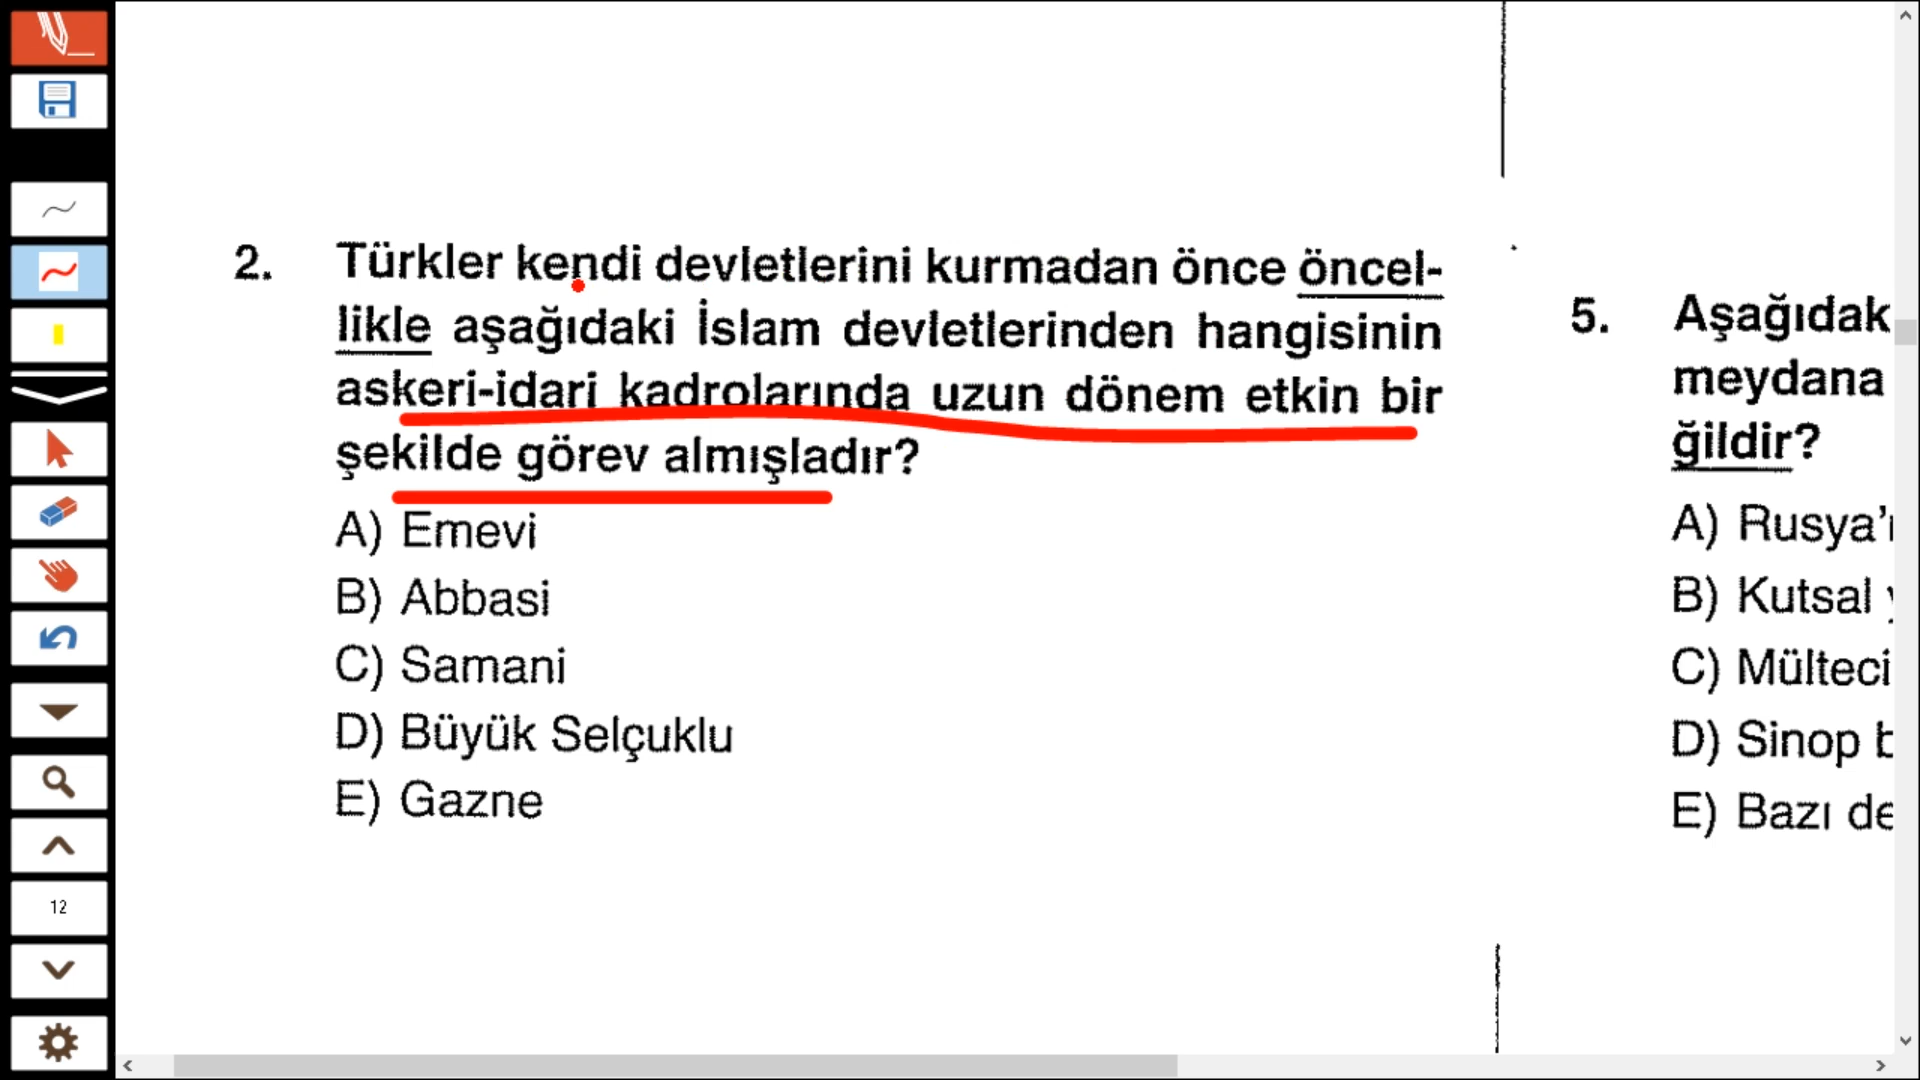 2. Türkler kendi devletlerini kurmadan önce öncel-
likle aşağıdaki İslam devletlerinden hangisinin
askeri-idari kadrolarında uzun dönem etkin bir
şekilde görev almışladır?
A) Emevi
B) Abbasi
C) Samani
D) Büyük Selçuklu
E) Gazne
5. Aşağıdak
meydana
ğildir?
A) Rusya'
B) Kutsal
C) Mülteci
D) Sinop b
E) Bazı de
12